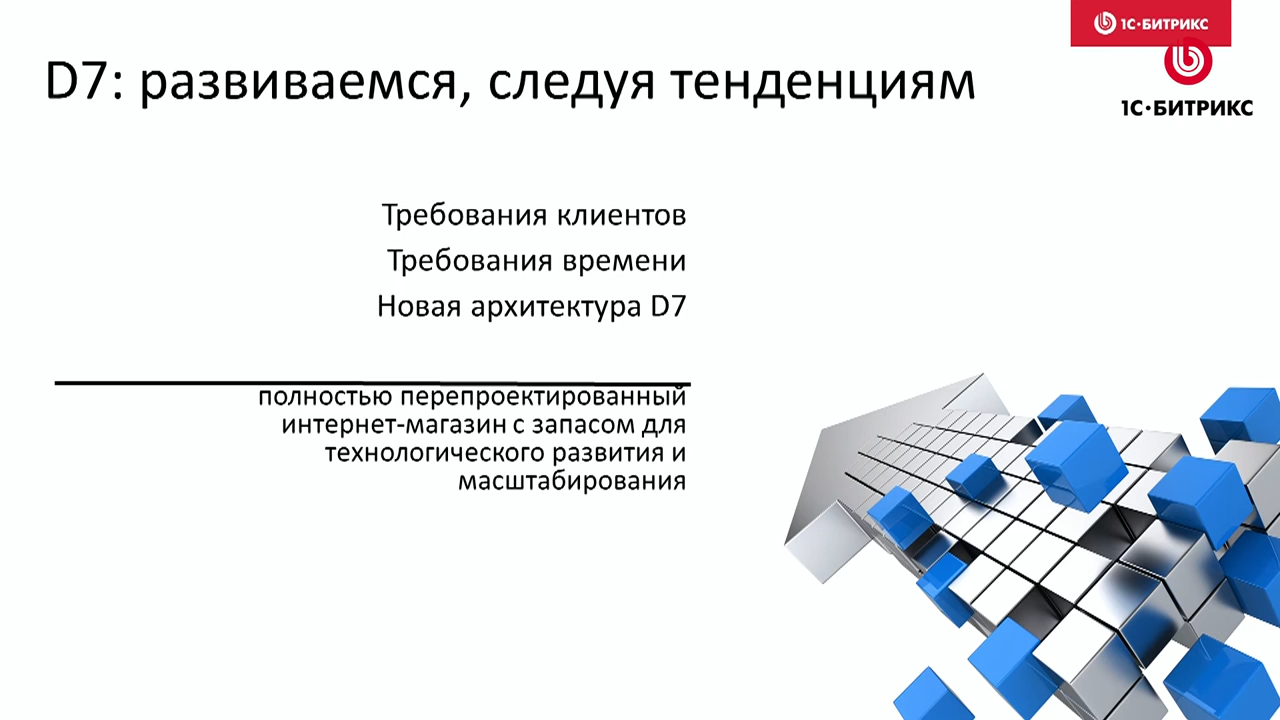 1С-БИТРИКС
D7: развиваемся, следуя тенденциям
1С·БИТРИКС
Требования клиентов
Требования времени
Новая архитектура D7
полностью перепроектированный
интернет-магазин с запасом для
технологического развития и
масштабирования